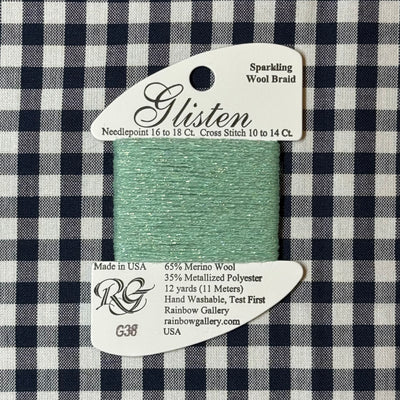 Sparkling
Wool Braid
Glisten
Needlepoint 16 to 18 Ct. Cross Stitch 10 to 14 Ct.
Made in USA
RG
G38
65% Merino Wool
35% Metallized Polyester
12 yards (11 Meters)
Hand Washable, Test First
Rainbow Gallery
rainbowgallery.com
USA